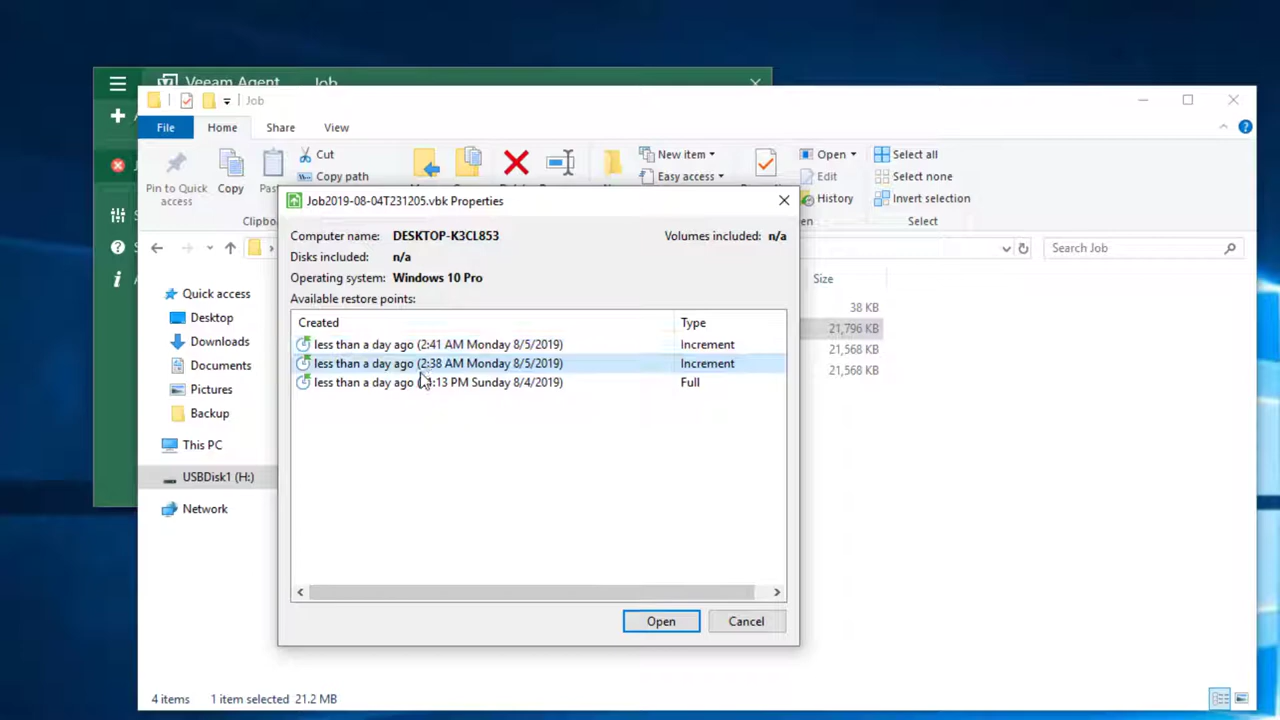 Veeam Agent Job
Job
File Home Share View
Pin to Quick access
Copy
Cut
Copy path
New item
Easy access
Open
Edit
History
Select all
Select none
Invert selection
Select
Search Job
Quick access
Desktop
Downloads
Documents
Pictures
Backup
This PC
USBDisk1 (H:)
Network
Job2019-08-04T231205.vbk Properties
Computer name: DESKTOP-K3CL853 Volumes included: n/a
Disks included: n/a
Operating system: Windows 10 Pro
Available restore points:
Created Type
less than a day ago (2:41 AM Monday 8/5/2019) Increment
less than a day ago (2:38 AM Monday 8/5/2019) Increment
less than a day ago :13 PM Sunday 8/4/2019) Full
Open Cancel
Size
38 KB
21,796 KB
21,568 KB
21,568 KB
4 items 1 item selected 21.2 MB